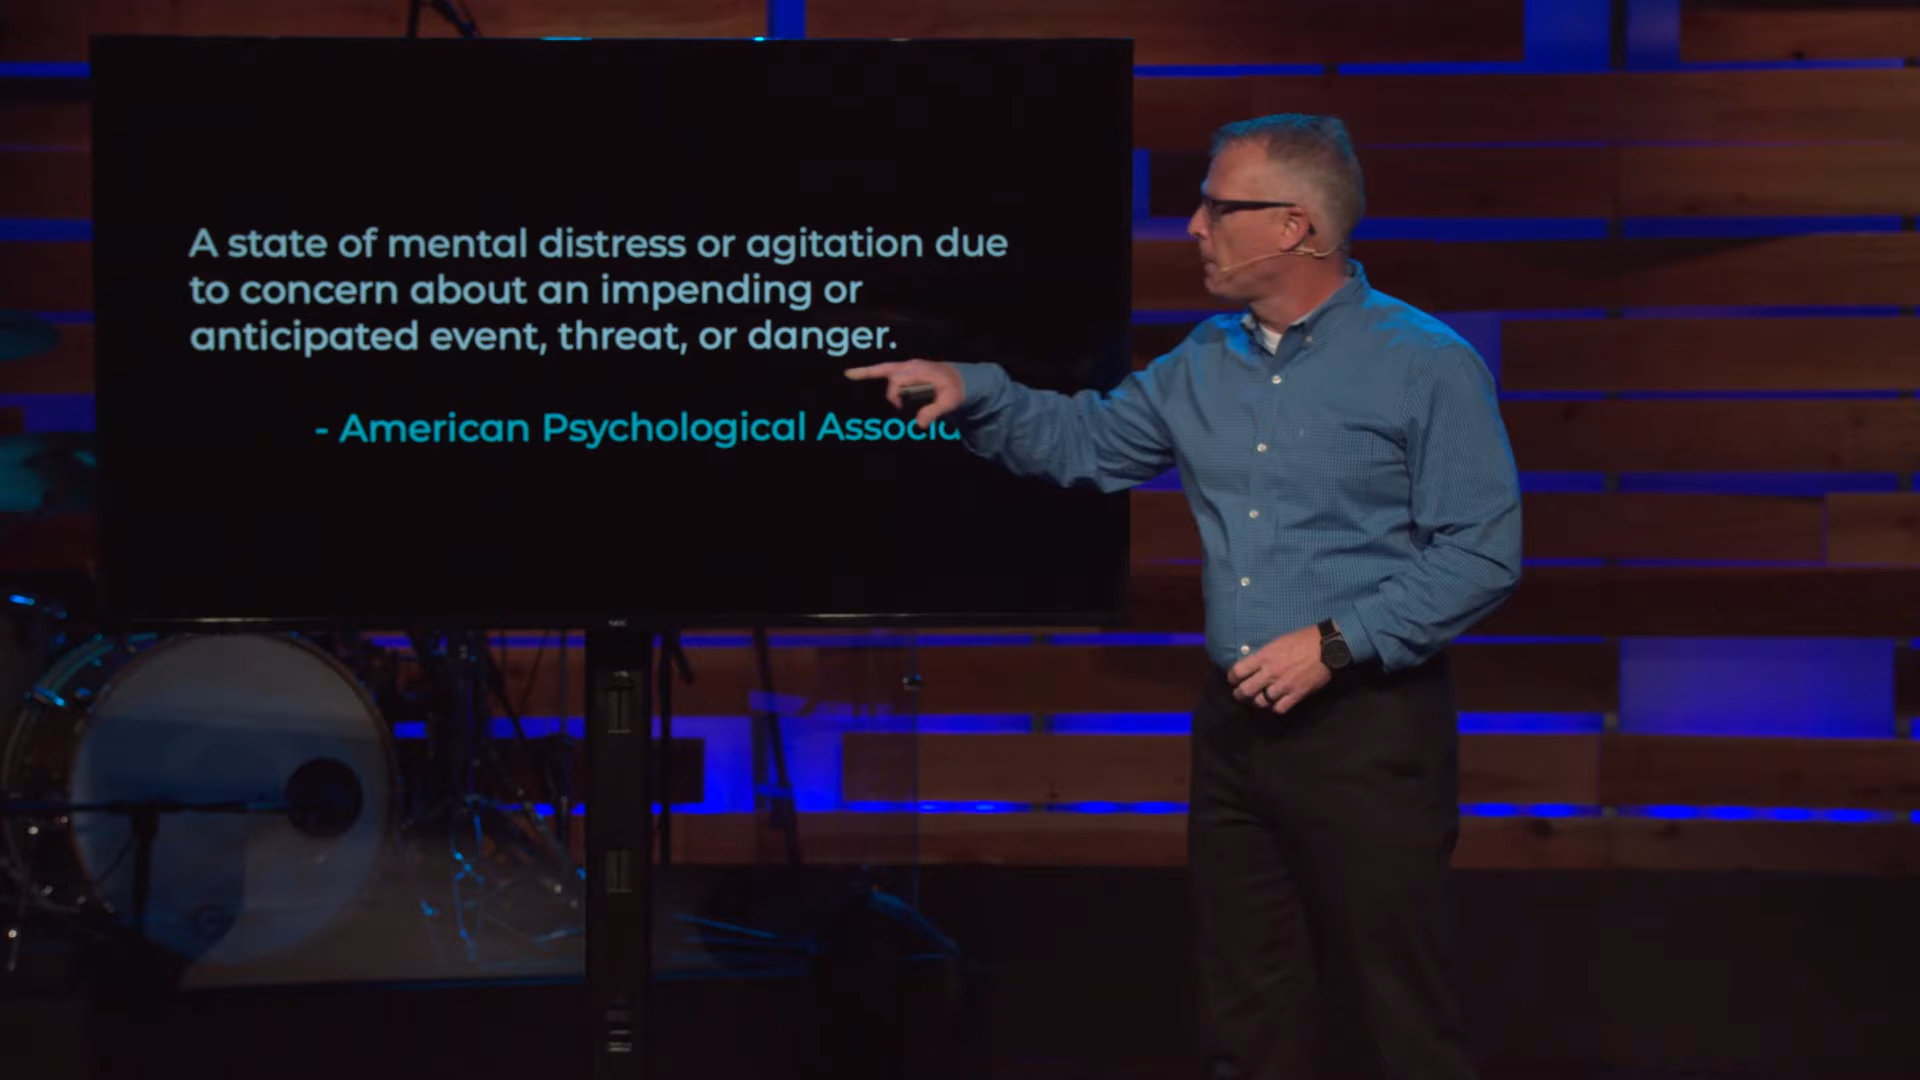 A state of mental distress or agitation due
to concern about an impending or
anticipated event, threat, or danger.
- American Psychological